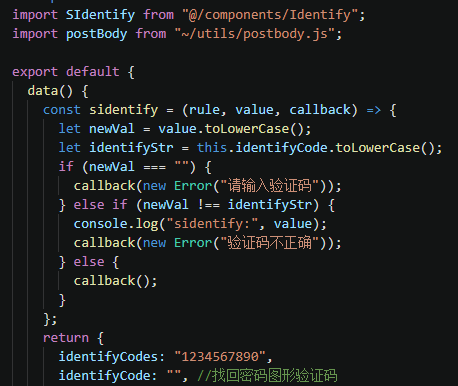 import SIdentify from "@/components/Identify";
import postBody from "~/utils/postbody.js";
export default {
data() {
const sidentify = (rule, value, callback) => {
let newVal = value.toLowerCase();
let identifyStr = this.identifyCode.toLowerCase();
if (newVal === "") {
callback(new Error("请输入验证码"));
} else if (newVal !== identifyStr) {
console.log("sidentify:", value);
callback(new Error("验证码不正确"));
} else {
callback();
}
};
return {
identifyCodes: "1234567890",
identifyCode: "", //找回密码图形验证码